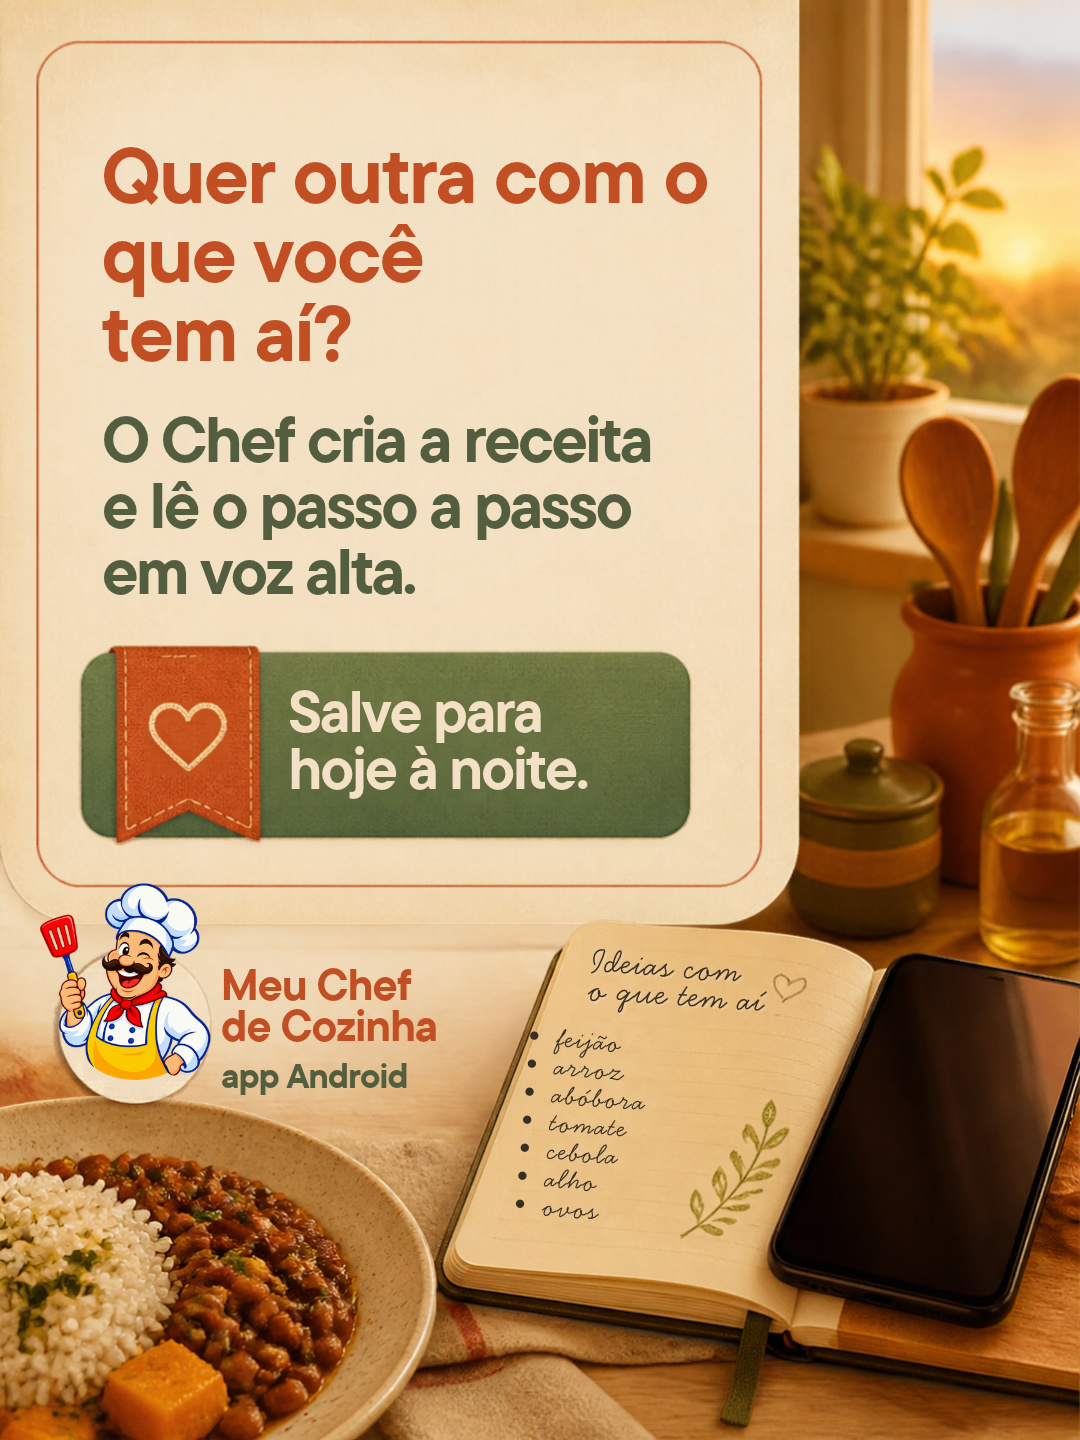 Quer outra com o
que você
tem aí?
O Chef cria a receita
e lê o passo a passo
em voz alta.
Salve para
hoje à noite.
Meu Chef
de Cozinha
app Android
Ideias com
o que tem aí
• feijão
• arroz
• abóbora
• tomate
• cebola
• alho
• ovos